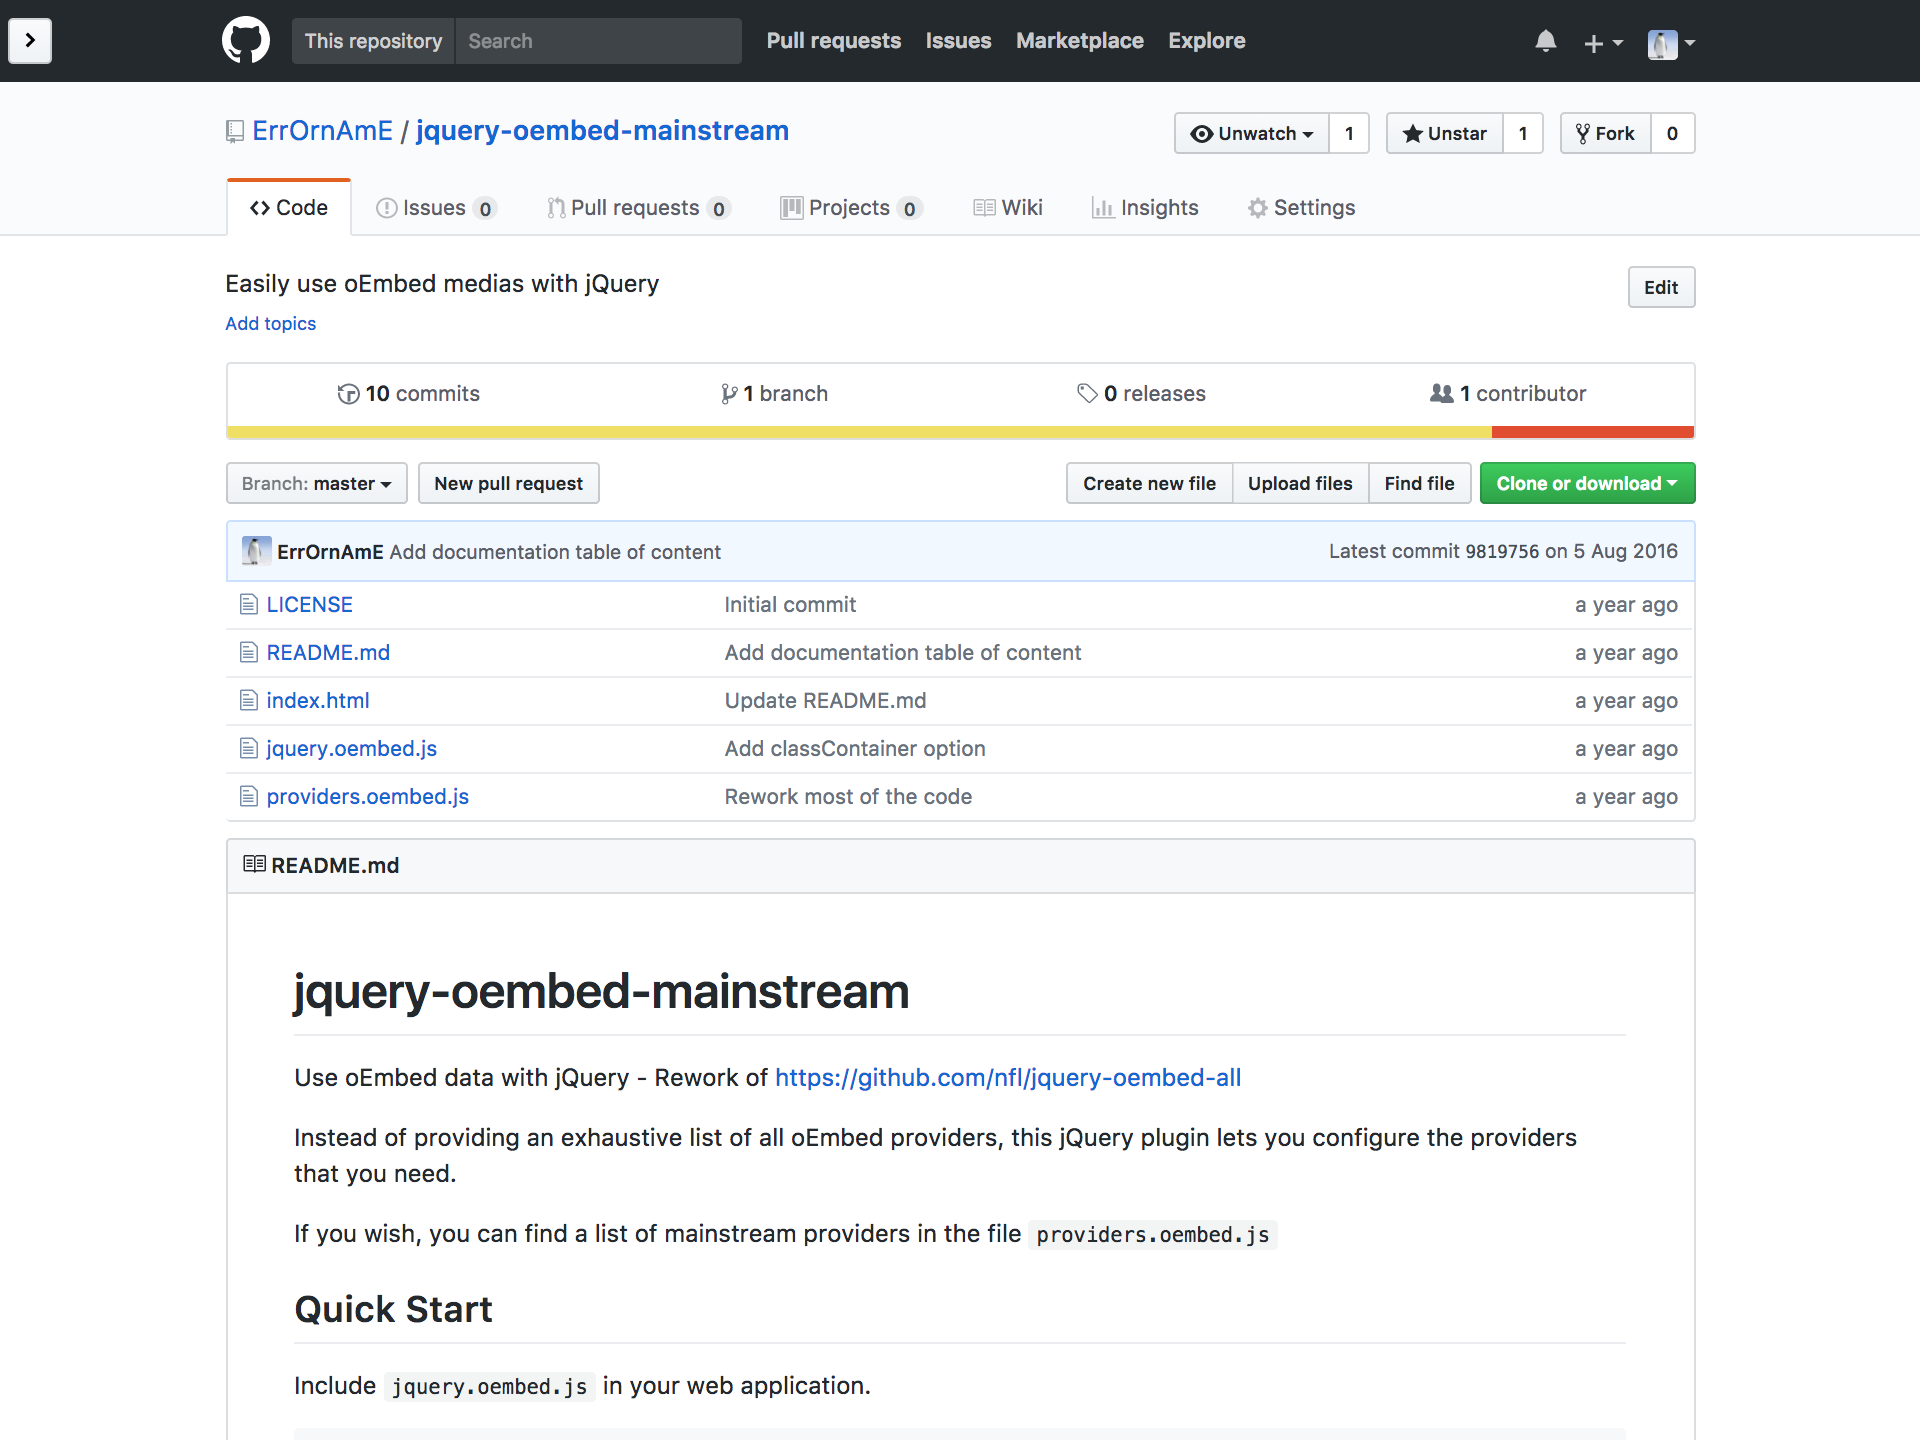 This repository Search Pull requests Issues Marketplace Explore
ErrOrnAmE / jquery-oembed-mainstream Unwatch 1 Unstar 1 Fork 0
Code Issues 0 Pull requests 0 Projects 0 Wiki Insights Settings
Easily use oEmbed medias with jQuery Edit
Add topics
10 commits 1 branch 0 releases 1 contributor
Branch: master New pull request Create new file Upload files Find file Clone or download
ErrOrnAmE Add documentation table of content Latest commit 9819756 on 5 Aug 2016
LICENSE Initial commit a year ago
README.md Add documentation table of content a year ago
index.html Update README.md a year ago
jquery.oembed.js Add classContainer option a year ago
providers.oembed.js Rework most of the code a year ago
README.md
jquery-oembed-mainstream
Use oEmbed data with jQuery - Rework of https://github.com/nfl/jquery-oembed-all
Instead of providing an exhaustive list of all oEmbed providers, this jQuery plugin lets you configure the providers
that you need.
If you wish, you can find a list of mainstream providers in the file providers.oembed.js
Quick Start
Include jquery.oembed.js in your web application.